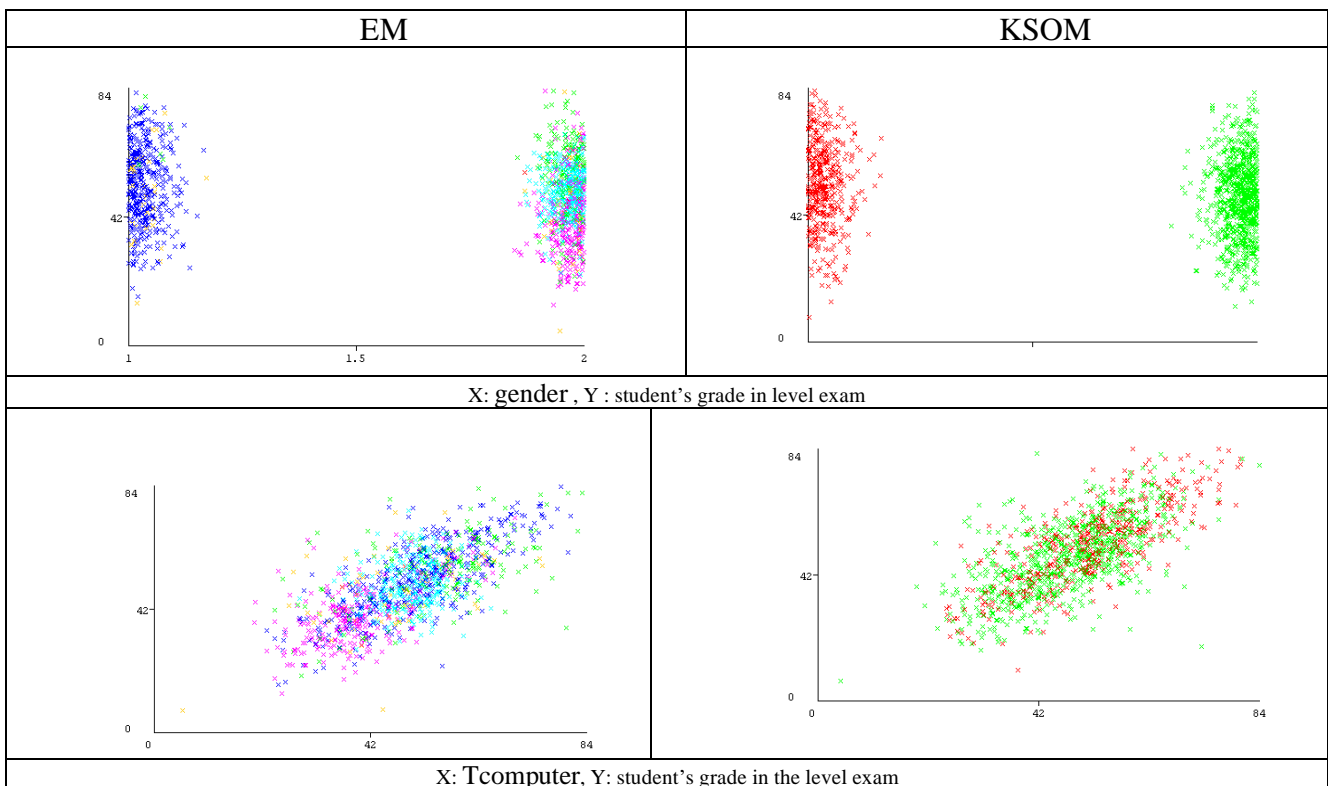 EM KSOM
84 84
42 42
0 0
1 1.5 2
X: gender , Y : student's grade in level exam
84 84
42 42
0 0
0 42 84 0 42 84
X: Tcomputer, Y: student's grade in the level exam